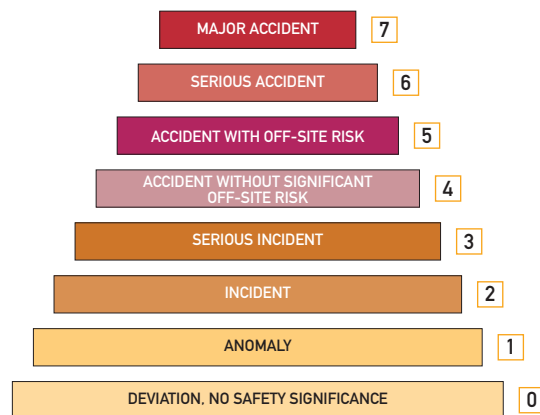 MAJOR ACCIDENT 7
SERIOUS ACCIDENT 6
ACCIDENT WITH OFF-SITE RISK 5
ACCIDENT WITHOUT SIGNIFICANT
OFF-SITE RISK 4
SERIOUS INCIDENT 3
INCIDENT 2
ANOMALY 1
DEVIATION, NO SAFETY SIGNIFICANCE 0